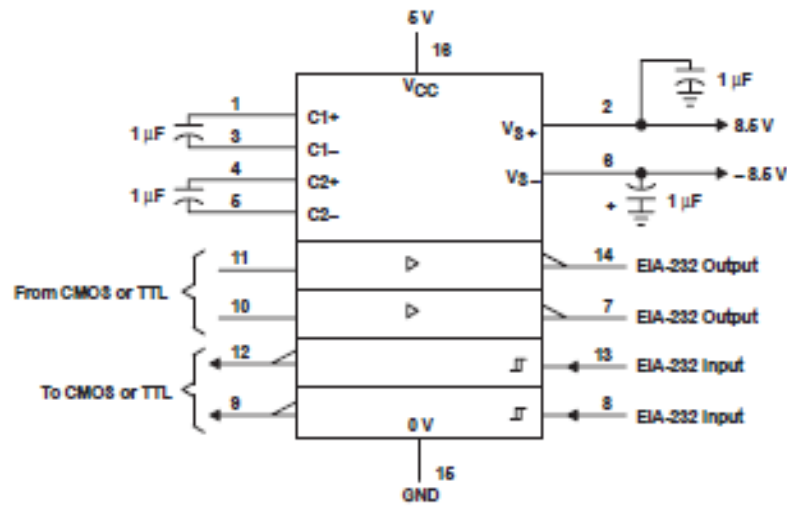 5 V
16
VCC
1 µF
1
C1+
2
VS+
8.5 V
1 µF
3
C1–
4
C2+
6
VS–
– 8.5 V
1 µF
5
C2–
+
1 µF
11
14
EIA-232 Output
From CMOS or TTL
10
7
EIA-232 Output
12
13
EIA-232 Input
To CMOS or TTL
9
8
EIA-232 Input
0 V
15
GND